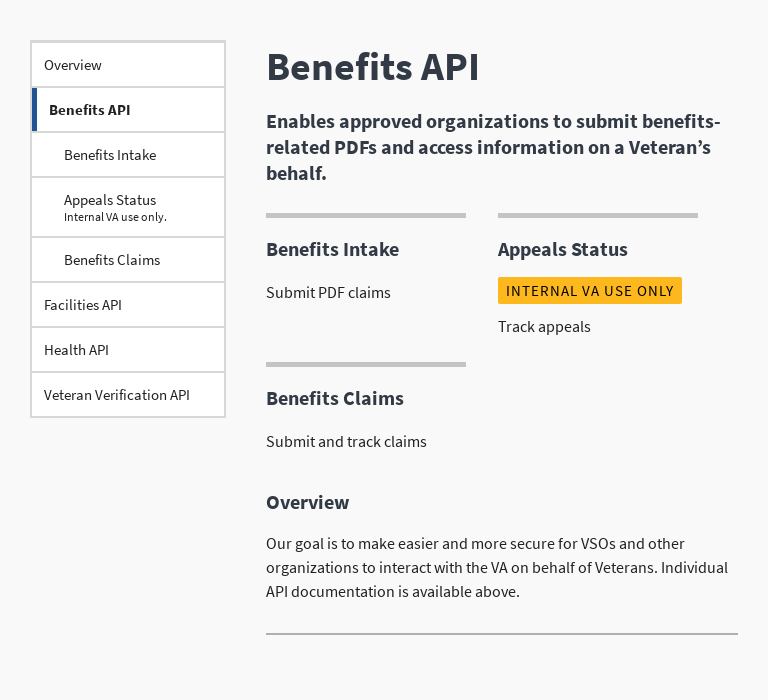 Overview
Benefits API
Benefits Intake
Appeals Status
Internal VA use only.
Benefits Claims
Facilities API
Health API
Veteran Verification API
Benefits API
Enables approved organizations to submit benefits-
related PDFs and access information on a Veteran’s
behalf.
Benefits Intake
Submit PDF claims
Appeals Status
INTERNAL VA USE ONLY
Track appeals
Benefits Claims
Submit and track claims
Overview
Our goal is to make easier and more secure for VSOs and other
organizations to interact with the VA on behalf of Veterans. Individual
API documentation is available above.